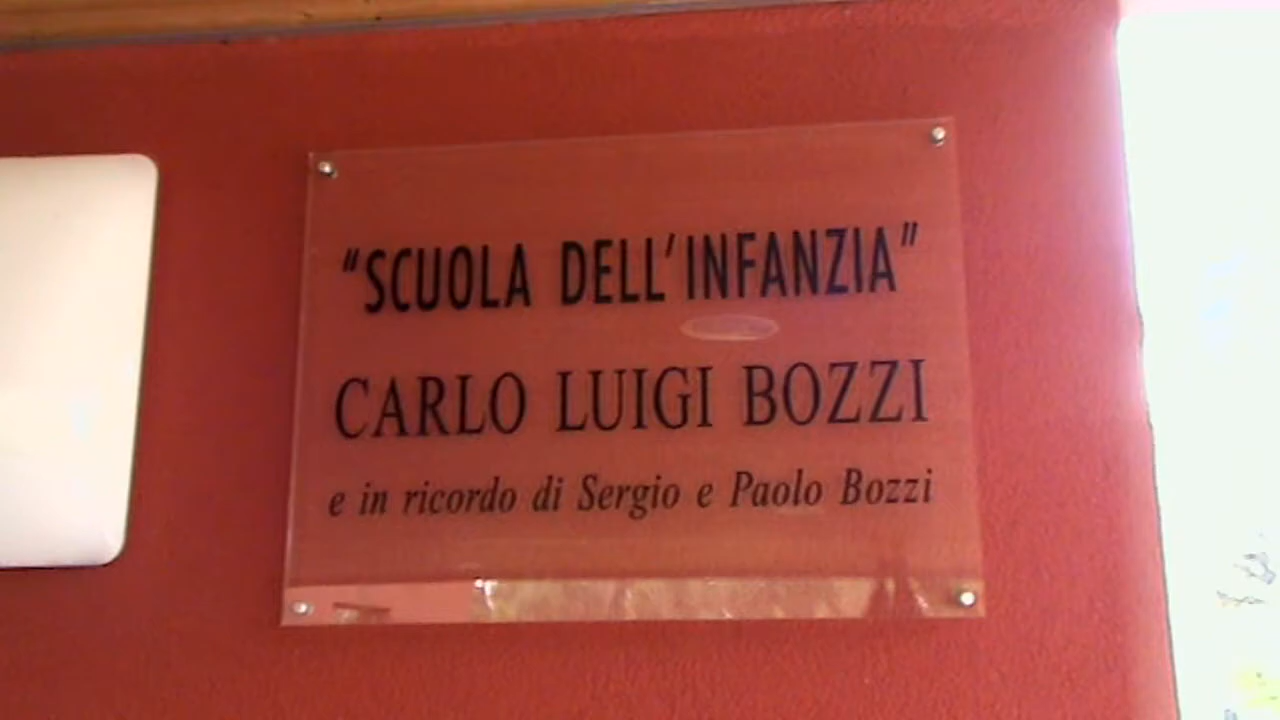 "SCUOLA DELL'INFANZIA"
CARLO LUIGI BOZZI
e in ricordo di Sergio e Paolo Bozzi